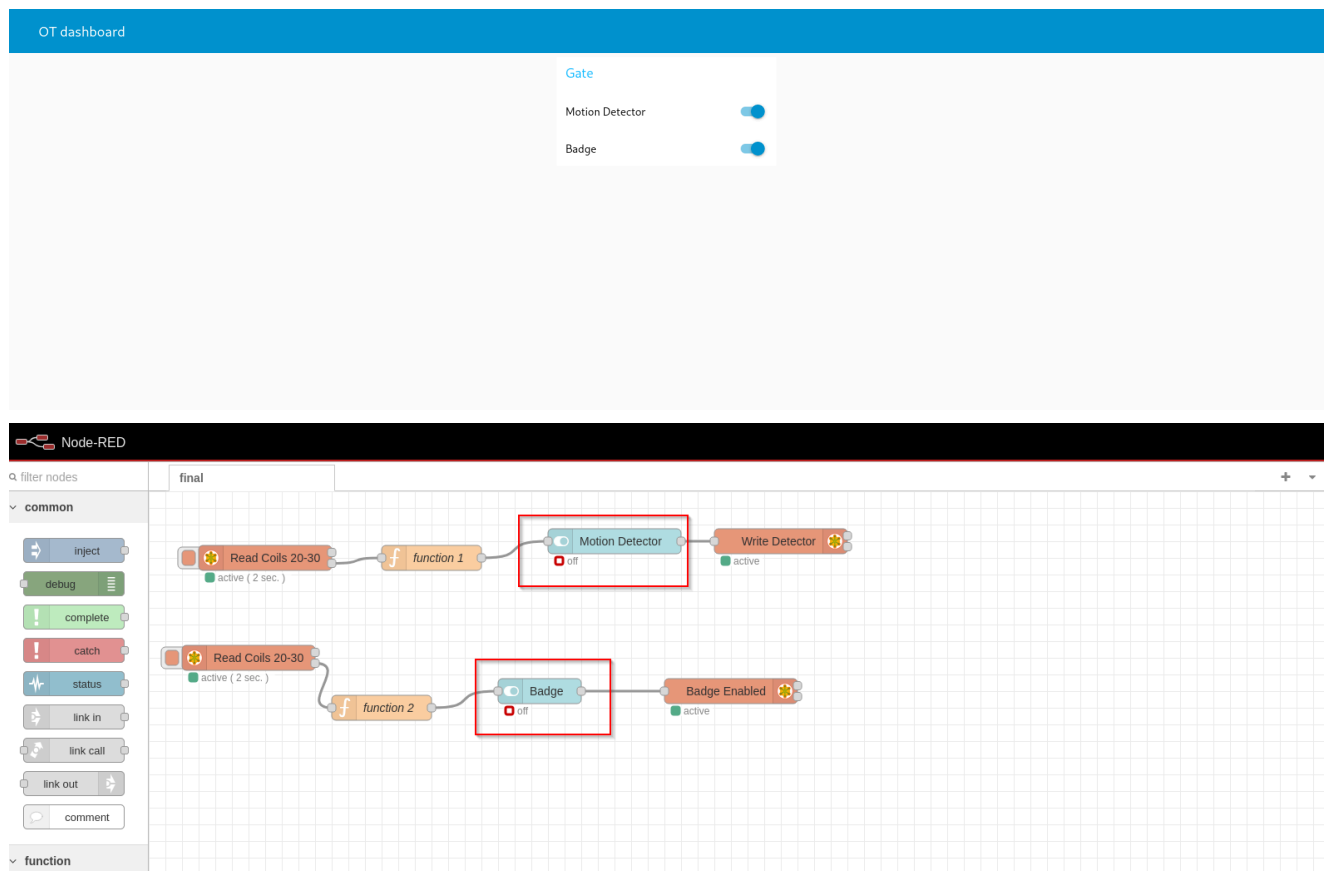 OT dashboard
Gate
Motion Detector
Badge
Node-RED
filter nodes
final
common
inject
debug
complete
catch
status
link in
link call
link out
comment
function
Read Coils 20-30
active ( 2 sec. )
function 1
Motion Detector
off
Write Detector
active
Read Coils 20-30
active ( 2 sec. )
function 2
Badge
off
Badge Enabled
active